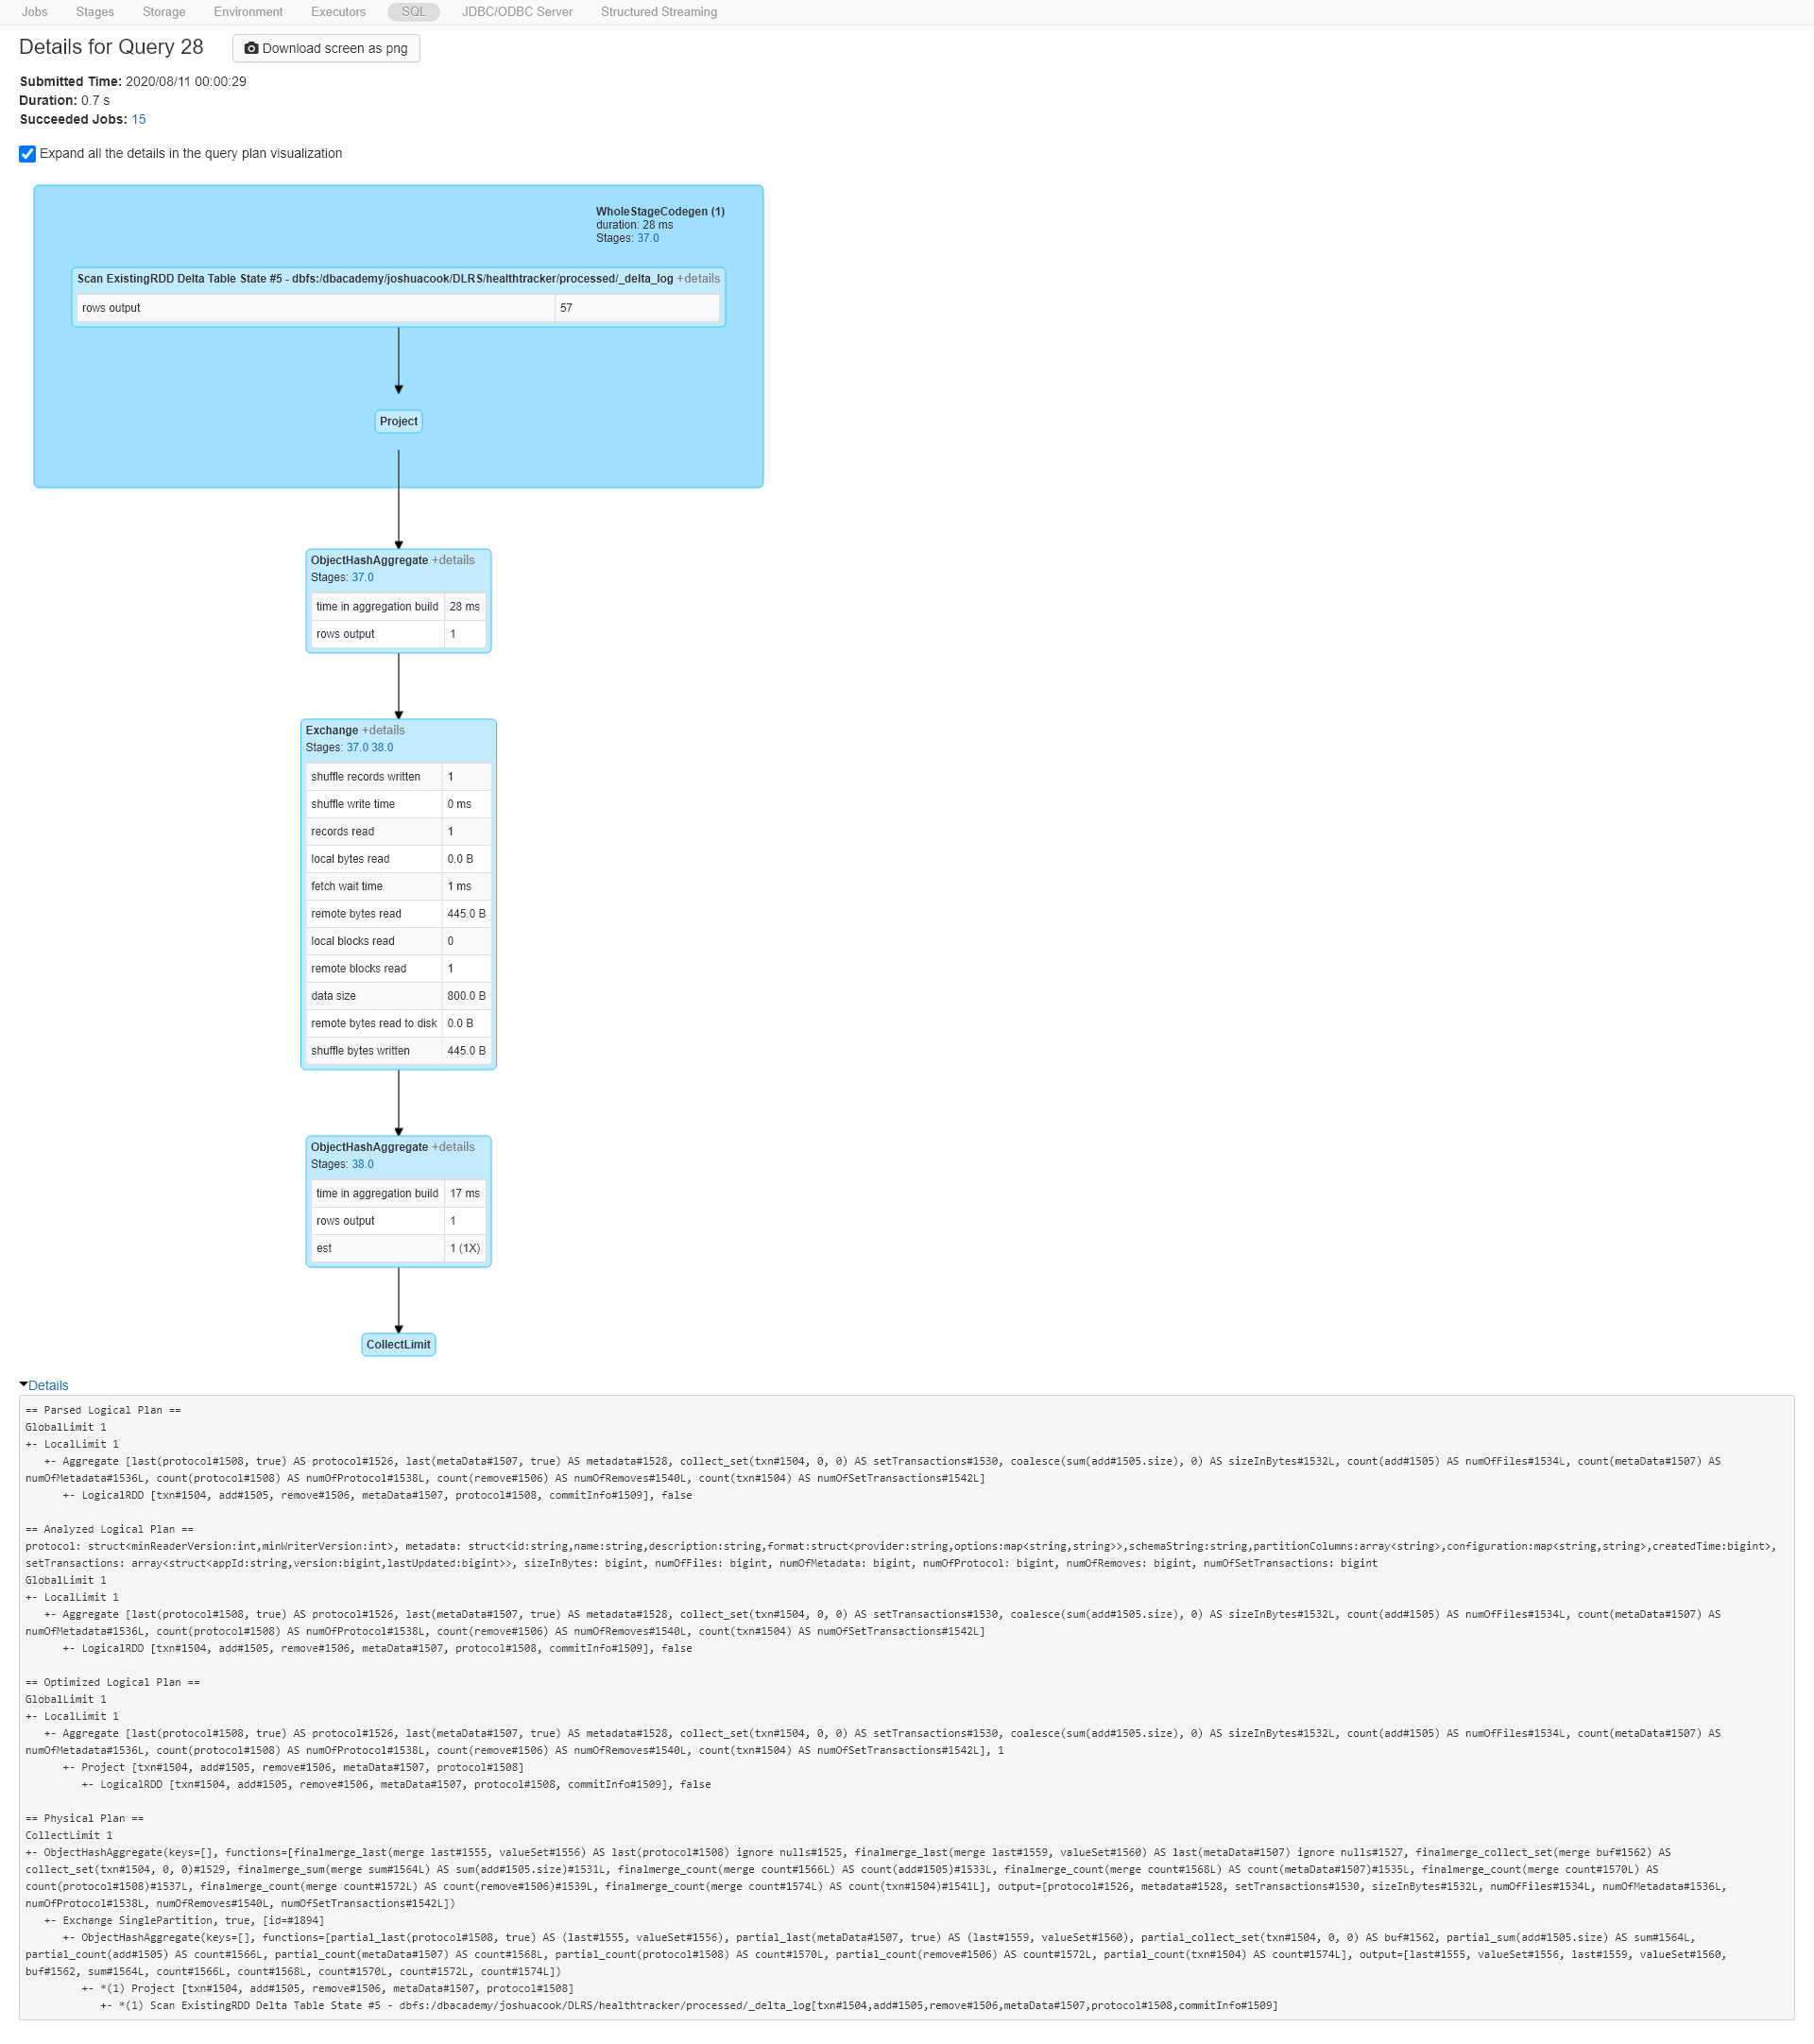 Jobs Stages Storage Environment Executors SQL JDBC/ODBC Server Structured Streaming
Details for Query 28 Download screen as png
Submitted Time: 2020/08/11 00:00:29
Duration: 0.7 s
Succeeded Jobs: 15
Expand all the details in the query plan visualization
WholeStageCodegen (1)
duration: 28 ms
Stages: 37.0
Scan ExistingRDD Delta Table State #5 - dbfs:/dbacademy/joshuacook/DLRS/healthtracker/processed/_delta_log +details
rows output 57
Project
ObjectHashAggregate +details
Stages: 37.0
time in aggregation build 28 ms
rows output 1
Exchange +details
Stages: 37.0 38.0
shuffle records written 1
shuffle write time 0 ms
records read 1
local bytes read 0.0 B
fetch wait time 1 ms
remote bytes read 445.0 B
local blocks read 0
remote blocks read 1
data size 800.0 B
remote bytes read to disk 0.0 B
shuffle bytes written 445.0 B
ObjectHashAggregate +details
Stages: 38.0
time in aggregation build 17 ms
rows output 1
est 1 (1X)
CollectLimit
Details
== Parsed Logical Plan ==
GlobalLimit 1
+- LocalLimit 1
   +- Aggregate [last(protocol#1508, true) AS protocol#1526, last(metaData#1507, true) AS metadata#1528, collect_set(txn#1504, 0, 0) AS setTransactions#1530, coalesce(sum(add#1505.size), 0) AS sizeInBytes#1532L, count(add#1505) AS numOfFiles#1534L, count(metaData#1507) AS
numOfMetadata#1536L, count(protocol#1508) AS numOfProtocol#1538L, count(remove#1506) AS numOfRemoves#1540L, count(txn#1504) AS numOfSetTransactions#1542L]
      +- LogicalRDD [txn#1504, add#1505, remove#1506, metaData#1507, protocol#1508, commitInfo#1509], false
== Analyzed Logical Plan ==
protocol: struct<minReaderVersion:int,minWriterVersion:int>, metadata: struct<id:string,name:string,description:string,format:struct<provider:string,options:map<string,string>>,schemaString:string,partitionColumns:array<string>,configuration:map<string,string>,createdTime:bigint>,
setTransactions: array<struct<appId:string,version:bigint,lastUpdated:bigint>>, sizeInBytes: bigint, numOfFiles: bigint, numOfMetadata: bigint, numOfProtocol: bigint, numOfRemoves: bigint, numOfSetTransactions: bigint
GlobalLimit 1
+- LocalLimit 1
   +- Aggregate [last(protocol#1508, true) AS protocol#1526, last(metaData#1507, true) AS metadata#1528, collect_set(txn#1504, 0, 0) AS setTransactions#1530, coalesce(sum(add#1505.size), 0) AS sizeInBytes#1532L, count(add#1505) AS numOfFiles#1534L, count(metaData#1507) AS
numOfMetadata#1536L, count(protocol#1508) AS numOfProtocol#1538L, count(remove#1506) AS numOfRemoves#1540L, count(txn#1504) AS numOfSetTransactions#1542L]
      +- LogicalRDD [txn#1504, add#1505, remove#1506, metaData#1507, protocol#1508, commitInfo#1509], false
== Optimized Logical Plan ==
GlobalLimit 1
+- LocalLimit 1
   +- Aggregate [last(protocol#1508, true) AS protocol#1526, last(metaData#1507, true) AS metadata#1528, collect_set(txn#1504, 0, 0) AS setTransactions#1530, coalesce(sum(add#1505.size), 0) AS sizeInBytes#1532L, count(add#1505) AS numOfFiles#1534L, count(metaData#1507) AS
numOfMetadata#1536L, count(protocol#1508) AS numOfProtocol#1538L, count(remove#1506) AS numOfRemoves#1540L, count(txn#1504) AS numOfSetTransactions#1542L], 1
      +- Project [txn#1504, add#1505, remove#1506, metaData#1507, protocol#1508]
         +- LogicalRDD [txn#1504, add#1505, remove#1506, metaData#1507, protocol#1508, commitInfo#1509], false
== Physical Plan ==
CollectLimit 1
+- ObjectHashAggregate(keys=[], functions=[finalmerge_last(merge last#1555, valueSet#1556) AS last(protocol#1508) ignore nulls#1525, finalmerge_last(merge last#1559, valueSet#1560) AS last(metaData#1507) ignore nulls#1527, finalmerge_collect_set(merge buf#1562) AS
collect_set(txn#1504, 0, 0)#1529, finalmerge_sum(merge sum#1564L) AS sum(add#1505.size)#1531L, finalmerge_count(merge count#1566L) AS count(add#1505)#1533L, finalmerge_count(merge count#1568L) AS count(metaData#1507)#1535L, finalmerge_count(merge count#1570L) AS
count(protocol#1508)#1537L, finalmerge_count(merge count#1572L) AS count(remove#1506)#1539L, finalmerge_count(merge count#1574L) AS count(txn#1504)#1541L], output=[protocol#1526, metadata#1528, setTransactions#1530, sizeInBytes#1532L, numOfFiles#1534L, numOfMetadata#1536L,
numOfProtocol#1538L, numOfRemoves#1540L, numOfSetTransactions#1542L])
   +- Exchange SinglePartition, true, [id=#1894]
      +- ObjectHashAggregate(keys=[], functions=[partial_last(protocol#1508, true) AS (last#1555, valueSet#1556), partial_last(metaData#1507, true) AS (last#1559, valueSet#1560), partial_collect_set(txn#1504, 0, 0) AS buf#1562, partial_sum(add#1505.size) AS sum#1564L,
partial_count(add#1505) AS count#1566L, partial_count(metaData#1507) AS count#1568L, partial_count(protocol#1508) AS count#1570L, partial_count(remove#1506) AS count#1572L, partial_count(txn#1504) AS count#1574L], output=[last#1555, valueSet#1556, last#1559, valueSet#1560,
buf#1562, sum#1564L, count#1566L, count#1568L, count#1570L, count#1572L, count#1574L])
         +- *(1) Project [txn#1504, add#1505, remove#1506, metaData#1507, protocol#1508]
            +- *(1) Scan ExistingRDD Delta Table State #5 - dbfs:/dbacademy/joshuacook/DLRS/healthtracker/processed/_delta_log[txn#1504,add#1505,remove#1506,metaData#1507,protocol#1508,commitInfo#1509]